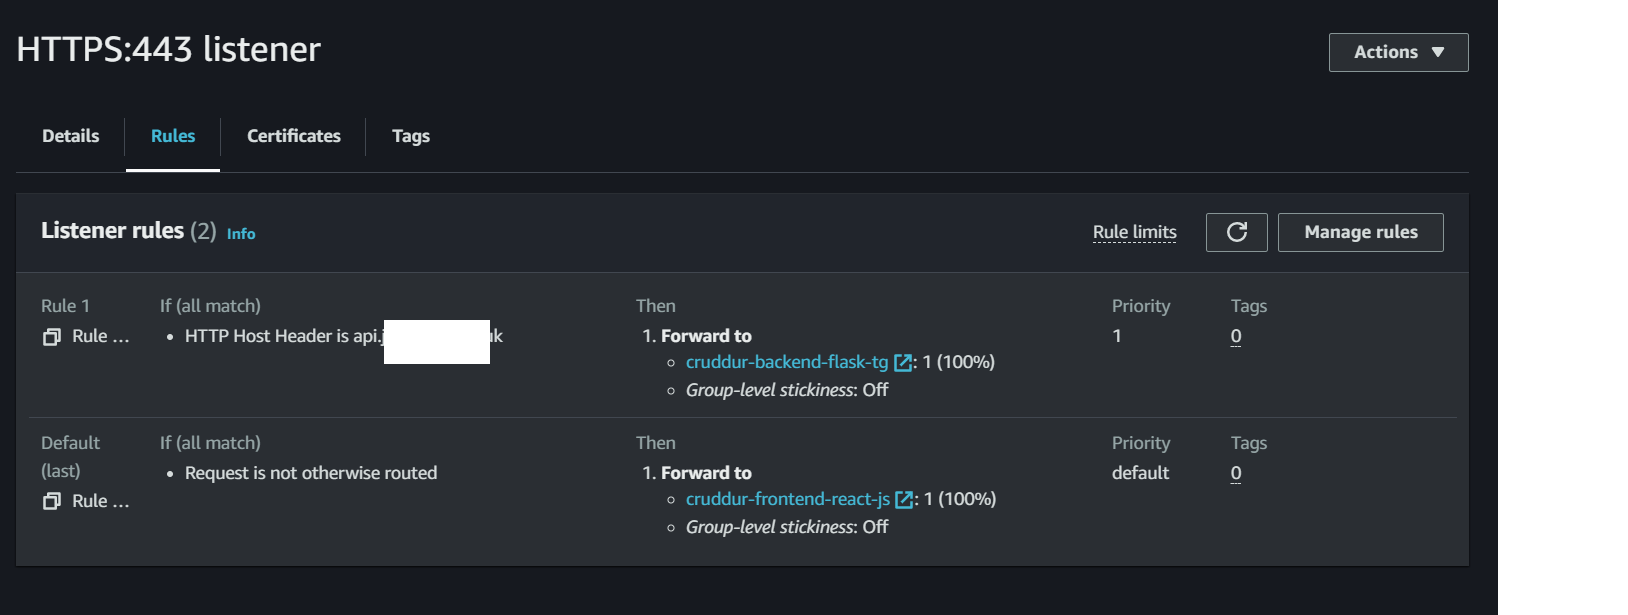 HTTPS:443 listener
Actions
Details Rules Certificates Tags
Listener rules (2) Info Rule limits Manage rules
Rule 1 If (all match) Then Priority Tags
Rule ... • HTTP Host Header is api. uk 1. Forward to 1 0
cruddur-backend-flask-tg : 1 (100%)
Group-level stickiness: Off
Default If (all match) Then Priority Tags
(last) • Request is not otherwise routed 1. Forward to default 0
Rule ... cruddur-frontend-react-js : 1 (100%)
Group-level stickiness: Off